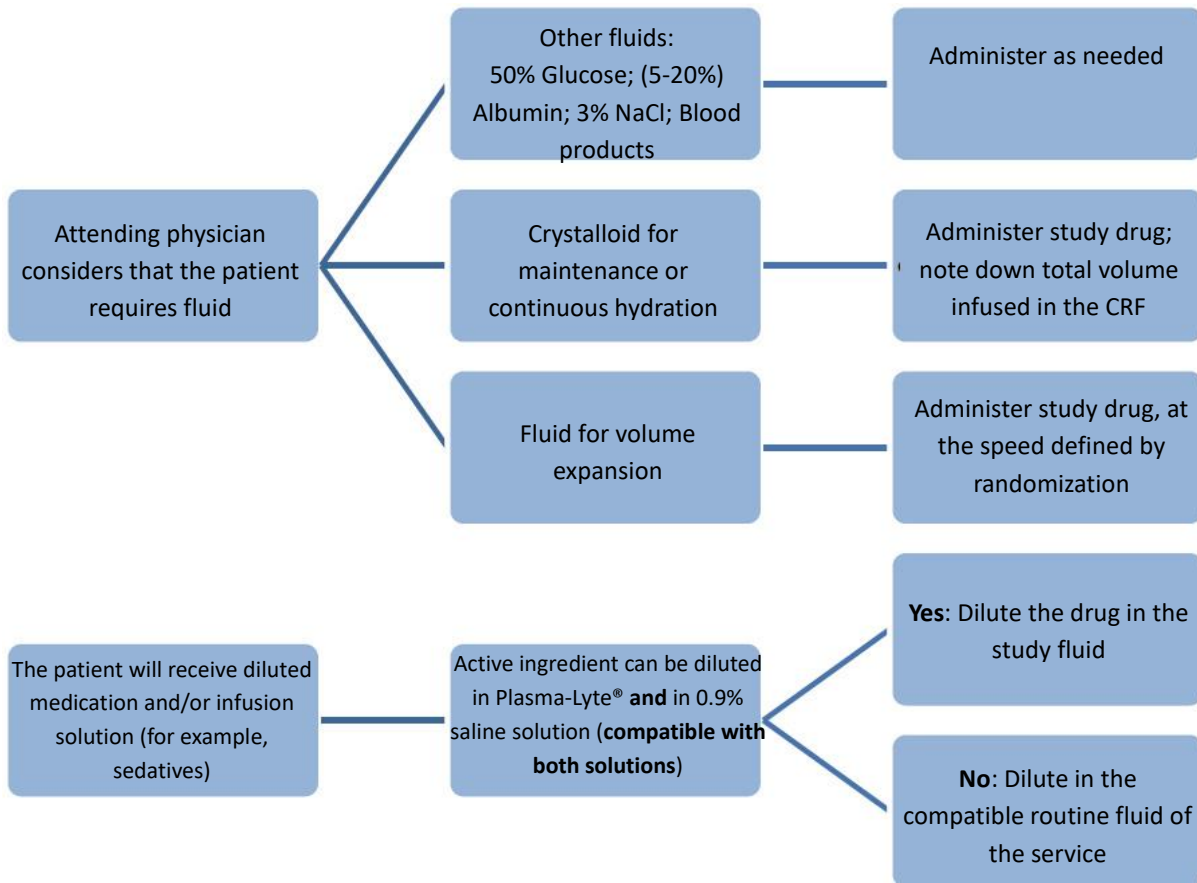 Other fluids:
50% Glucose; (5-20%)
Albumin; 3% NaCl; Blood
products
Administer as needed
Attending physician
considers that the patient
requires fluid
Crystalloid for
maintenance or
continuous hydration
Administer study drug;
note down total volume
infused in the CRF
Fluid for volume
expansion
Administer study drug, at
the speed defined by
randomization
The patient will receive diluted
medication and/or infusion
solution (for example,
sedatives)
Active ingredient can be diluted
in Plasma-Lyte® and in 0.9%
saline solution (compatible with
both solutions)
Yes: Dilute the drug in the
study fluid
No: Dilute in the
compatible routine fluid of
the service